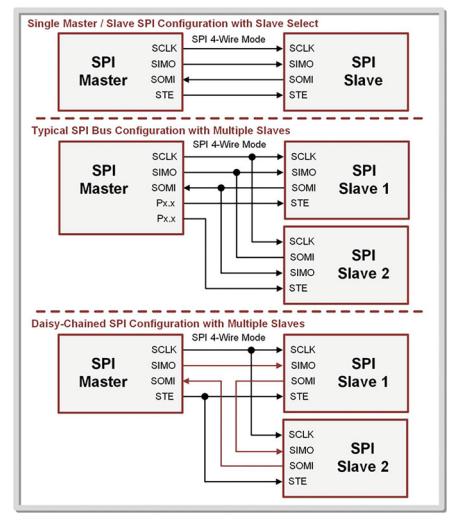 Single Master / Slave SPI Configuration with Slave Select
SPI 4-Wire Mode
SPI
Master
SCLK
SIMO
SOMI
STE
SCLK
SIMO
SOMI
STE
SPI
Slave
Typical SPI Bus Configuration with Multiple Slaves
SPI 4-Wire Mode
SPI
Master
SCLK
SIMO
SOMI
Px.x
Px.x
SCLK
SIMO
SOMI
STE
SPI
Slave 1
SCLK
SOMI
SIMO
STE
SPI
Slave 2
Daisy-Chained SPI Configuration with Multiple Slaves
SPI 4-Wire Mode
SPI
Master
SCLK
SIMO
SOMI
STE
SCLK
SIMO
SOMI
STE
SPI
Slave 1
SCLK
SIMO
SOMI
STE
SPI
Slave 2